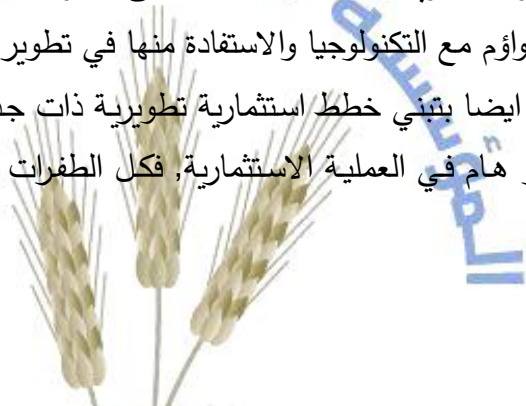 واؤم مع التكنولوجيا والاستفادة منها في تطوير
ايضا بتبني خطط استثمارية تطويرية ذات
هام في العملية الاستثمارية, فكل الطفرات
المؤسسة